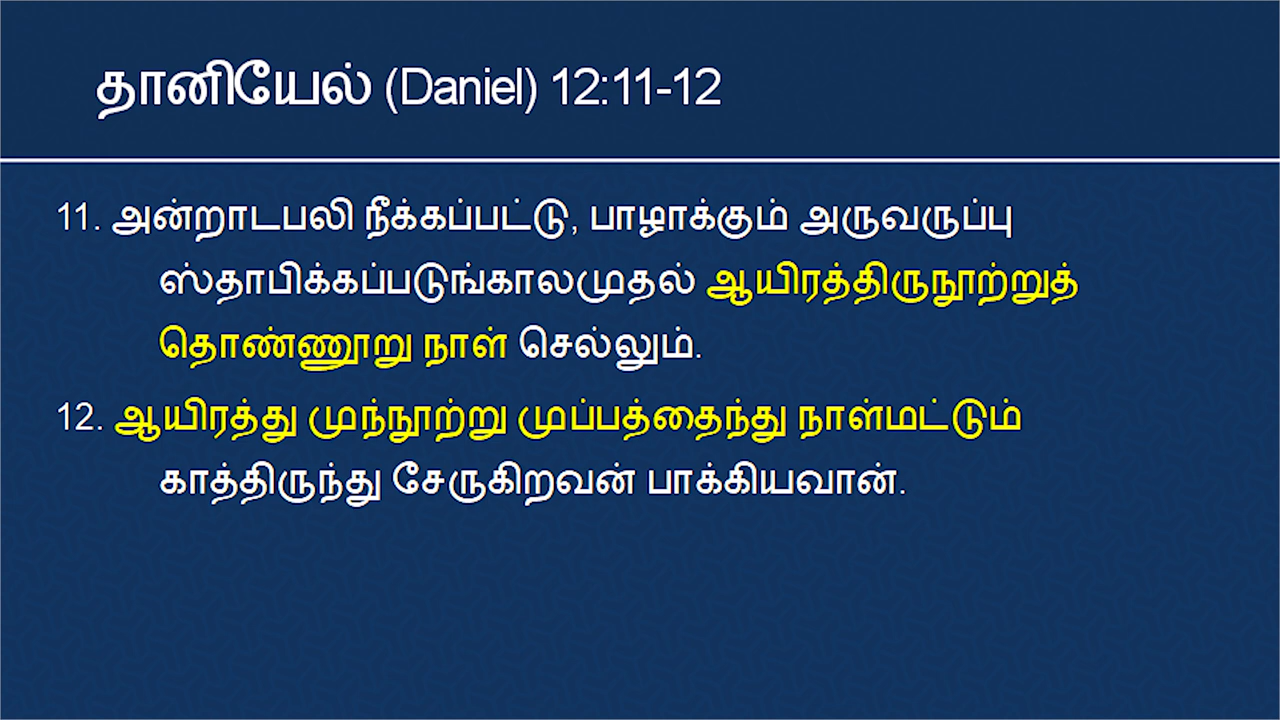 தானியேல் (Daniel) 12:11-12
11. அன்றாடபலி நீக்கப்பட்டு, பாழாக்கும் அருவருப்பு
ஸ்தாபிக்கப்படுங்காலமுதல் ஆயிரத்திருநூற்றுத்
தொண்ணூறு நாள் செல்லும்.
12. ஆயிரத்து முந்நூற்று முப்பத்தைந்து நாள்மட்டும்
காத்திருந்து சேருகிறவன் பாக்கியவான்.